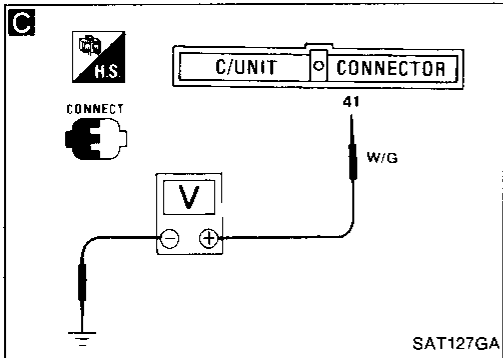 C
H.S.
C/UNIT CONNECTOR
CONNECT
41
W/G
V
SAT127GA